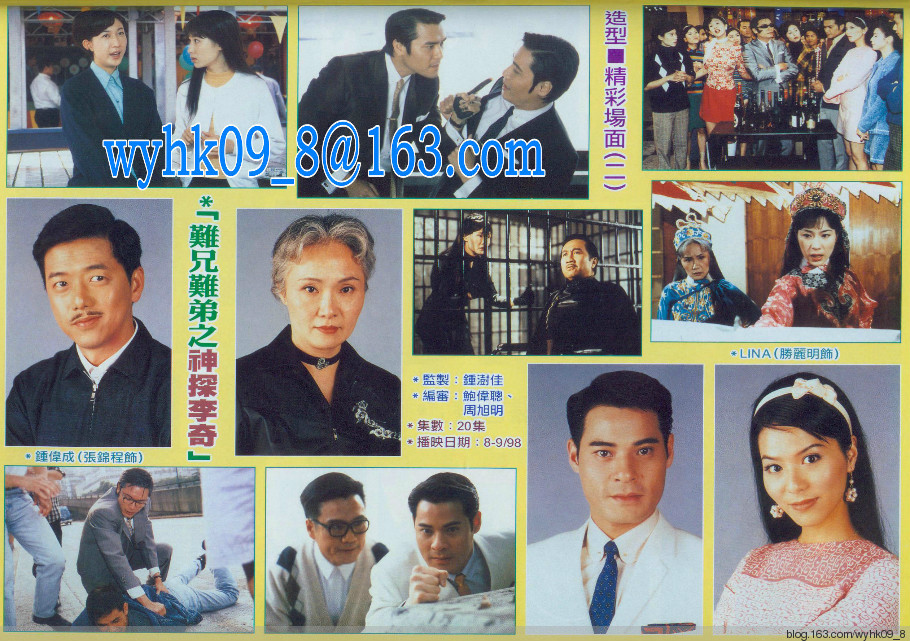 造型■精彩場面(二)
wyhk09_8@163.com
*「難兄難弟之神探李奇」
*LINA(勝麗明飾)
*監製:鍾澍佳
*編審:鮑偉聰、
周旭明
*集數:20集
*播映日期:8-9/98
*鍾偉成(張錦程飾)
blog.163.com/wyhk09_8